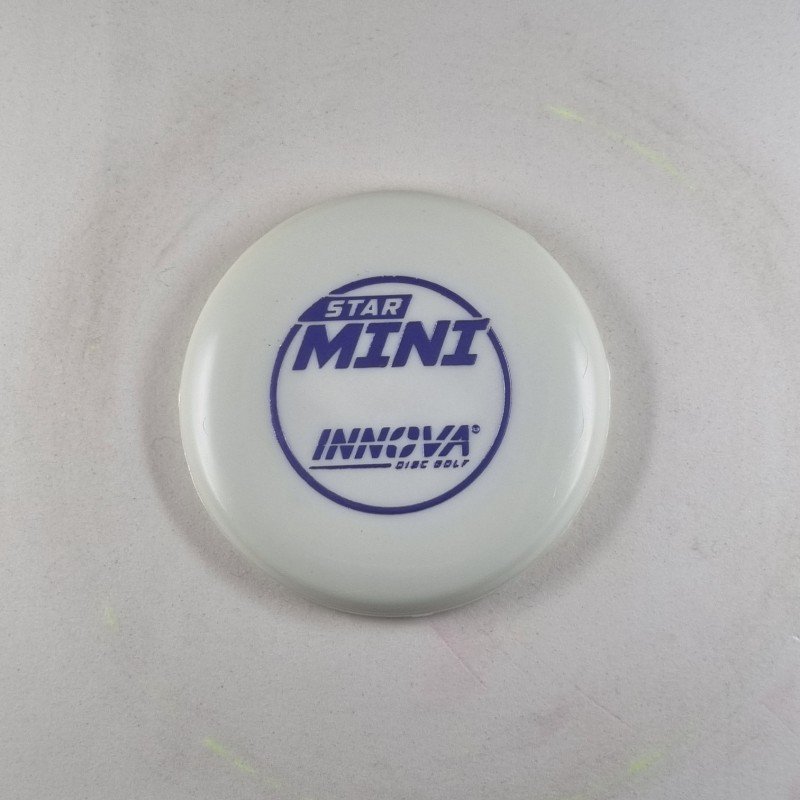 STAR
MINI
INNOVA
DISC GOLF